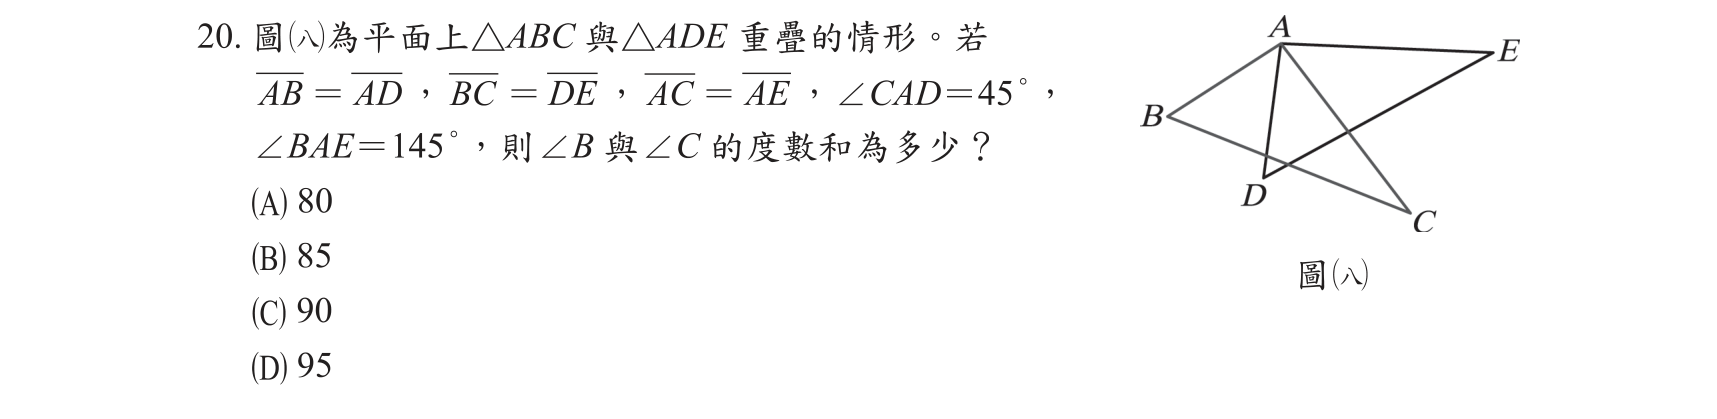 20. 圖(八)為平面上△ABC 與△ADE 重疊的情形。若
AB＝AD，BC＝DE，AC＝AE，∠CAD＝45°，
∠BAE＝145°，則∠B 與∠C 的度數和為多少？
(A) 80
(B) 85
(C) 90
(D) 95
A
E
B
D
C
圖(八)